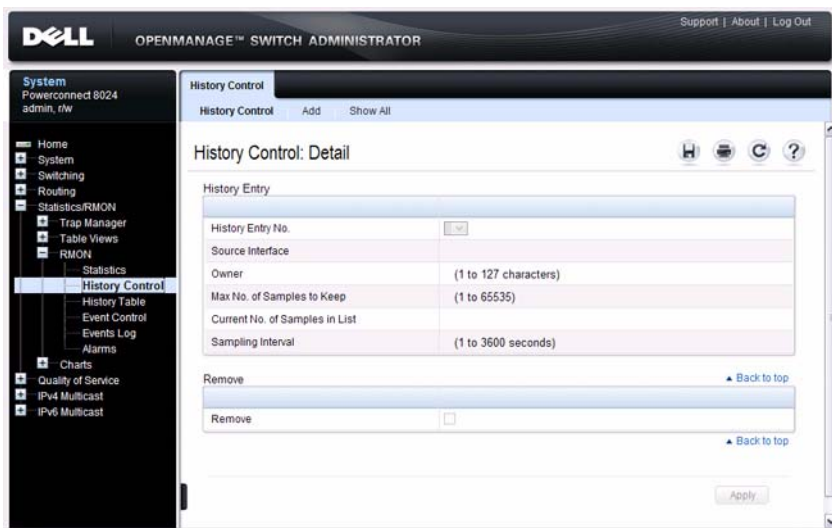 Support | About | Log Out
DELL OPENMANAGE™ SWITCH ADMINISTRATOR
System
Powerconnect 8024
admin, r/w
Home
System
Switching
Routing
Statistics/RMON
Trap Manager
Table Views
RMON
Statistics
History Control
History Table
Event Control
Events Log
Alarms
Charts
Quality of Service
IPv4 Multicast
IPv6 Multicast
History Control
History Control Add Show All
History Control: Detail
?
History Entry
History Entry No.
Source Interface
Owner (1 to 127 characters)
Max No. of Samples to Keep (1 to 65535)
Current No. of Samples in List
Sampling Interval (1 to 3600 seconds)
Remove Back to top
Remove
Back to top
Apply